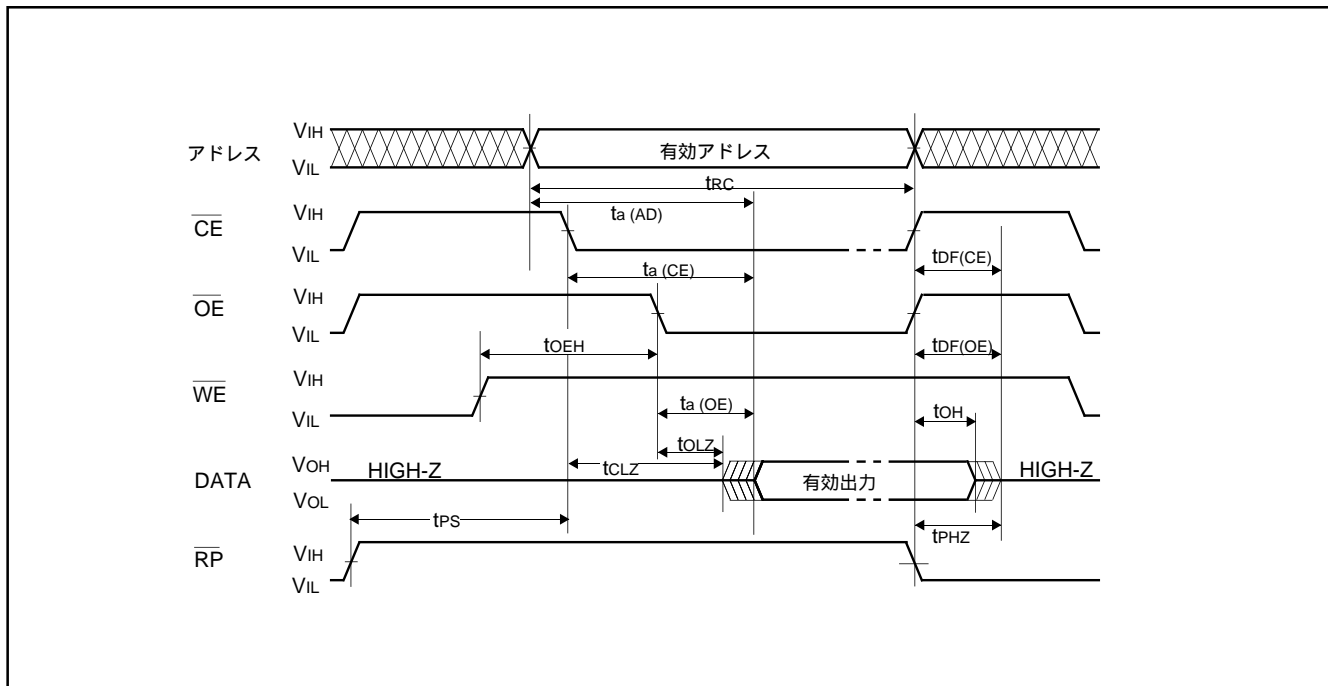 アドレス VIH 有効アドレス
VIL
tRC
ta (AD)
CE VIH
VIL
ta (CE) tDF(CE)
OE VIH
VIL
tOEH tDF(OE)
WE VIH
VIL
ta (OE) tOH
tOLZ
tCLZ
DATA VOH HIGH-Z 有効出力 HIGH-Z
VOL
tPS tPHZ
RP VIH
VIL